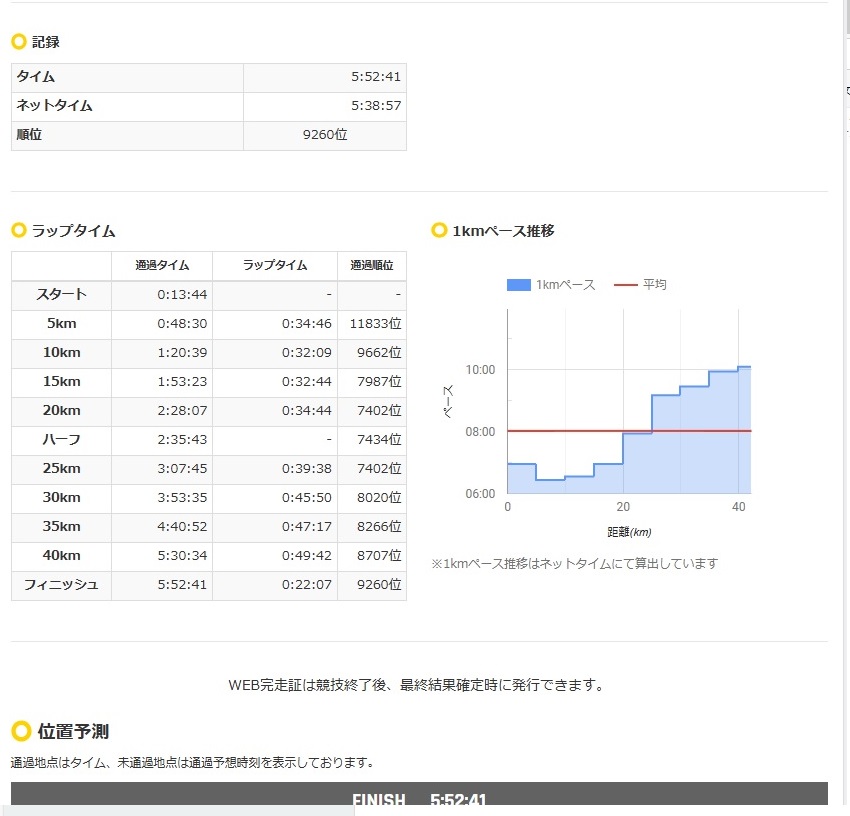 記録
タイム 5:52:41
ネットタイム 5:38:57
順位 9260位
ラップタイム
通過タイム ラップタイム 通過順位
スタート 0:13:44 - -
5km 0:48:30 0:34:46 11833位
10km 1:20:39 0:32:09 9662位
15km 1:53:23 0:32:44 7987位
20km 2:28:07 0:34:44 7402位
ハーフ 2:35:43 - 7434位
25km 3:07:45 0:39:38 7402位
30km 3:53:35 0:45:50 8020位
35km 4:40:52 0:47:17 8266位
40km 5:30:34 0:49:42 8707位
フィニッシュ 5:52:41 0:22:07 9260位
1kmペース推移
1kmペース 平均
ペース
10:00
08:00
06:00
0 20 40
距離(km)
※1kmペース推移はネットタイムにて算出しています
WEB完走証は競技終了後、最終結果確定時に発行できます。
位置予測
通過地点はタイム、未通過地点は通過予想時刻を表示しております。
FINISH 5:52:41